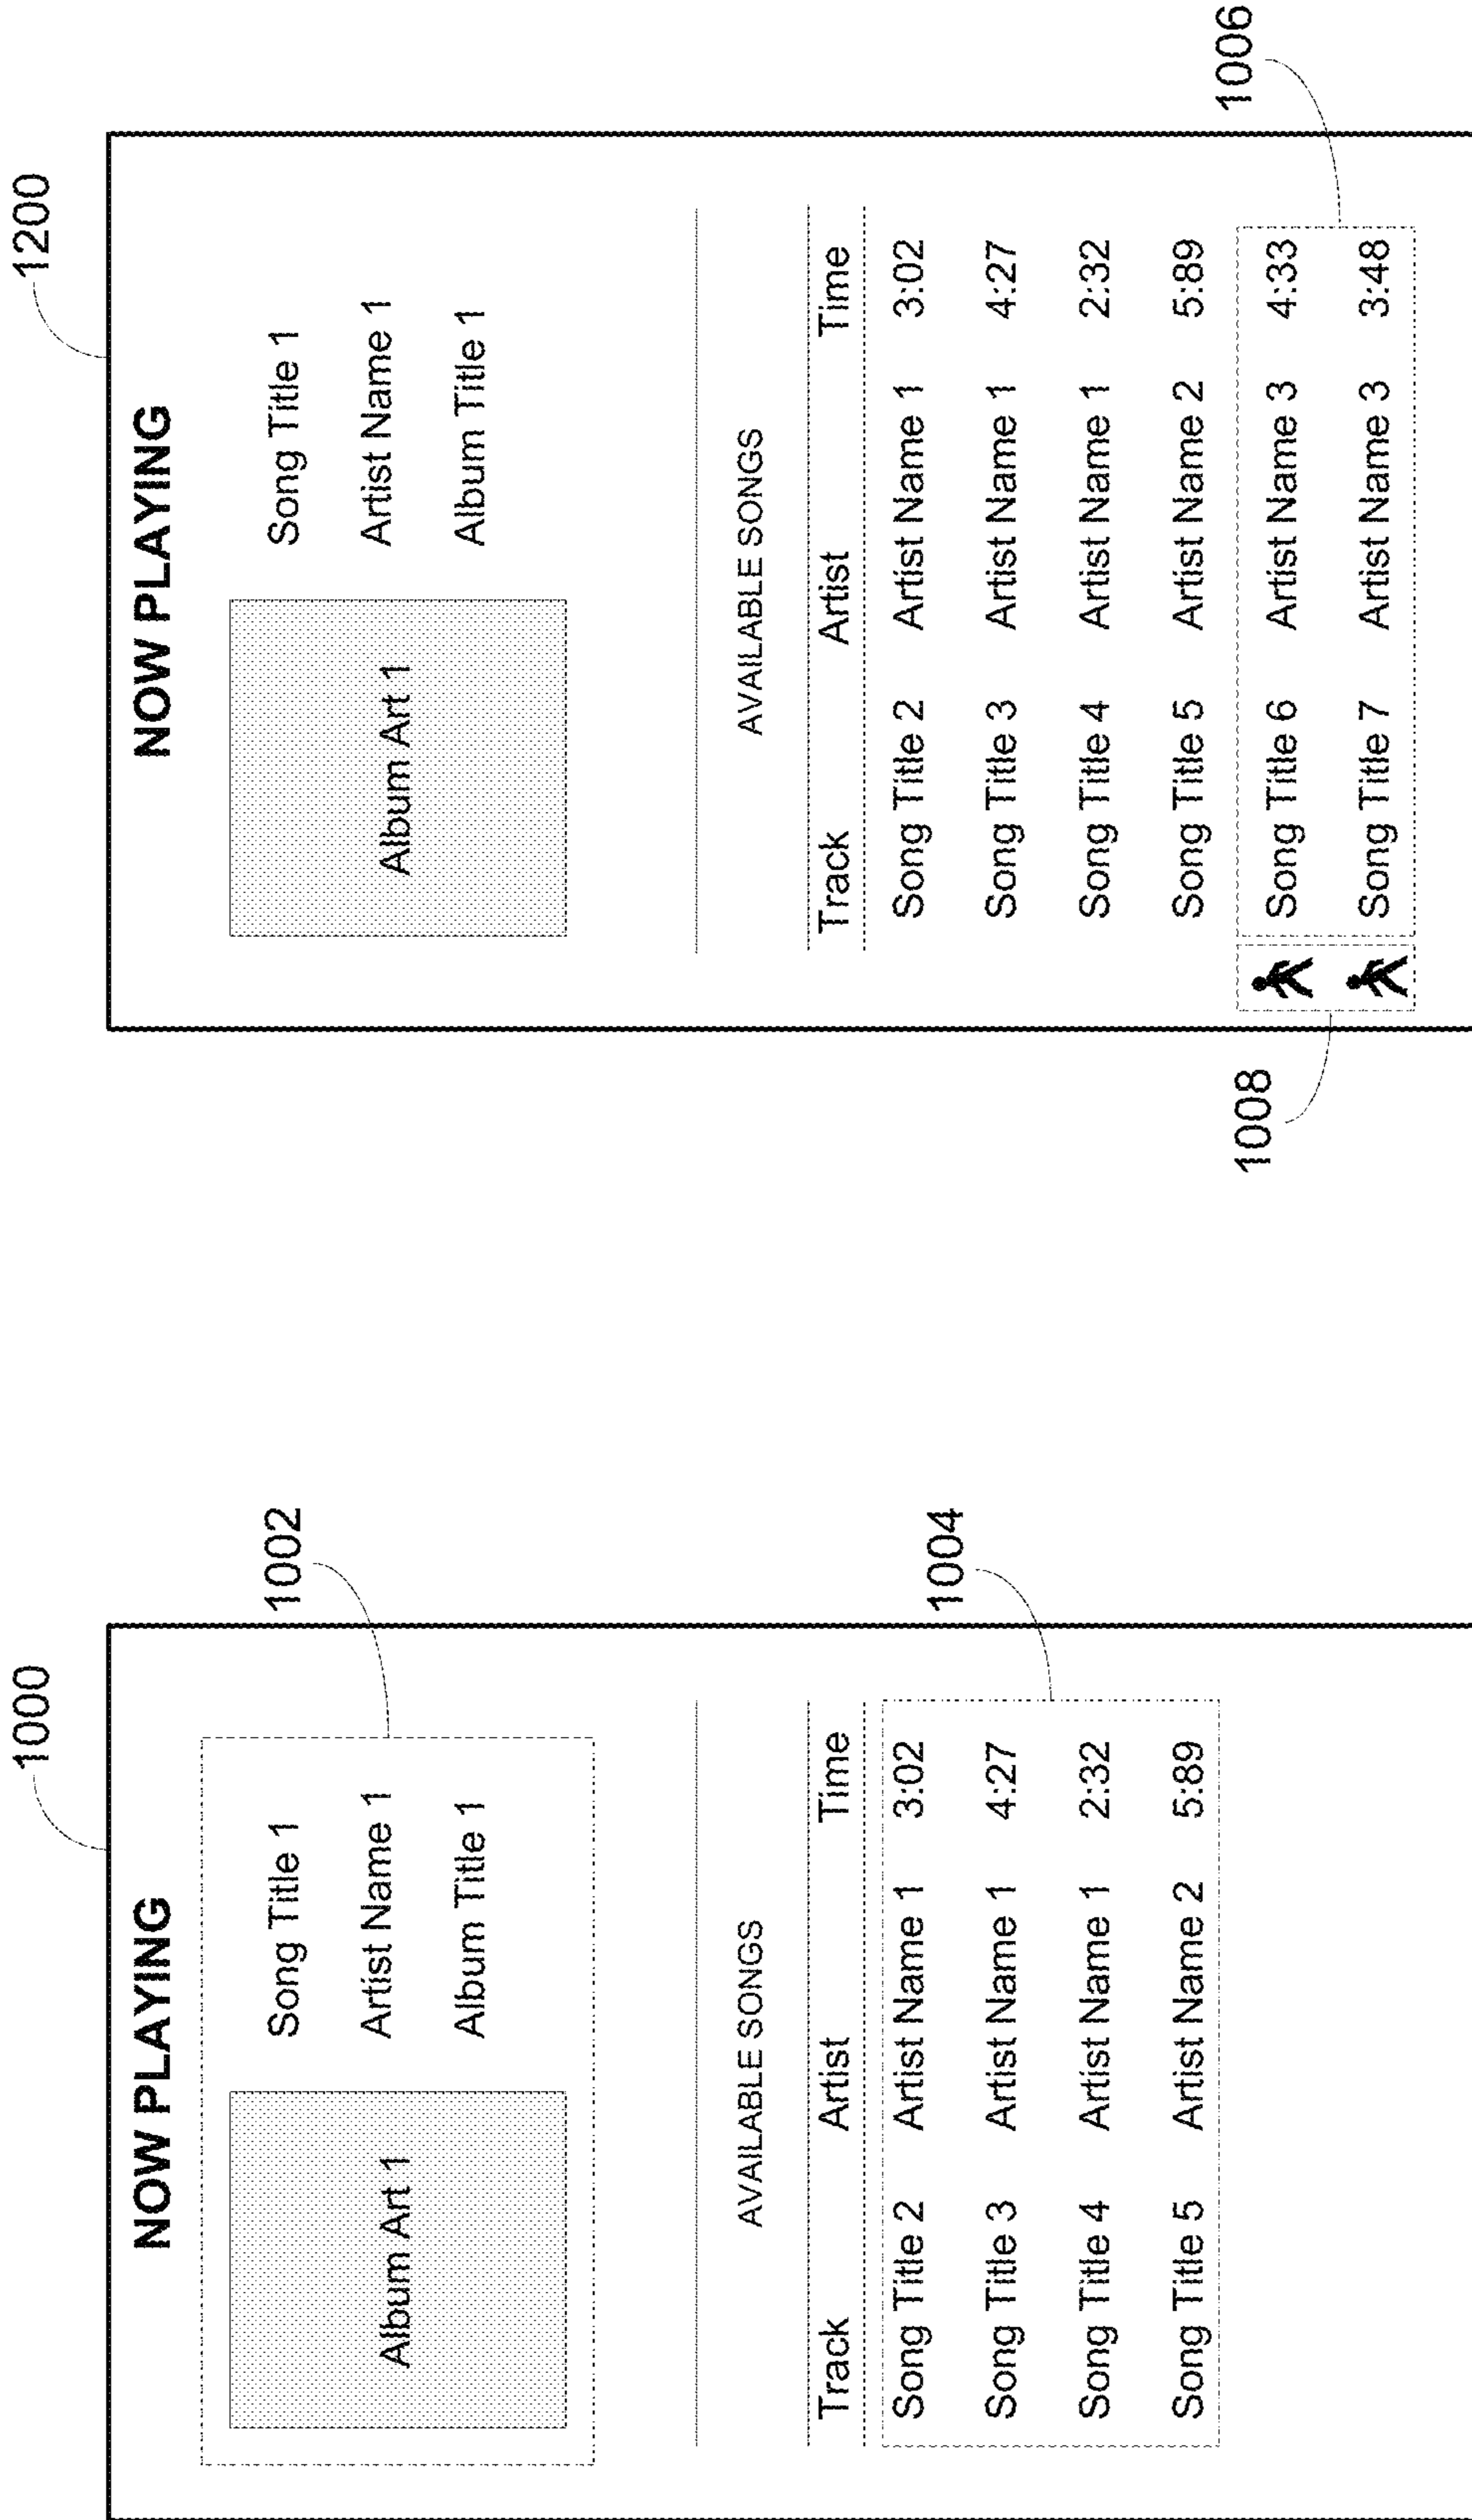 1000
NOW PLAYING
1002
Album Art 1
Song Title 1
Artist Name 1
Album Title 1
AVAILABLE SONGS
Track Artist Time
1004
Song Title 2 Artist Name 1 3:02
Song Title 3 Artist Name 1 4:27
Song Title 4 Artist Name 1 2:32
Song Title 5 Artist Name 2 5:89
1200
NOW PLAYING
Album Art 1
Song Title 1
Artist Name 1
Album Title 1
AVAILABLE SONGS
Track Artist Time
Song Title 2 Artist Name 1 3:02
Song Title 3 Artist Name 1 4:27
Song Title 4 Artist Name 1 2:32
Song Title 5 Artist Name 2 5:89
1008
1006
Song Title 6 Artist Name 3 4:33
Song Title 7 Artist Name 3 3:48